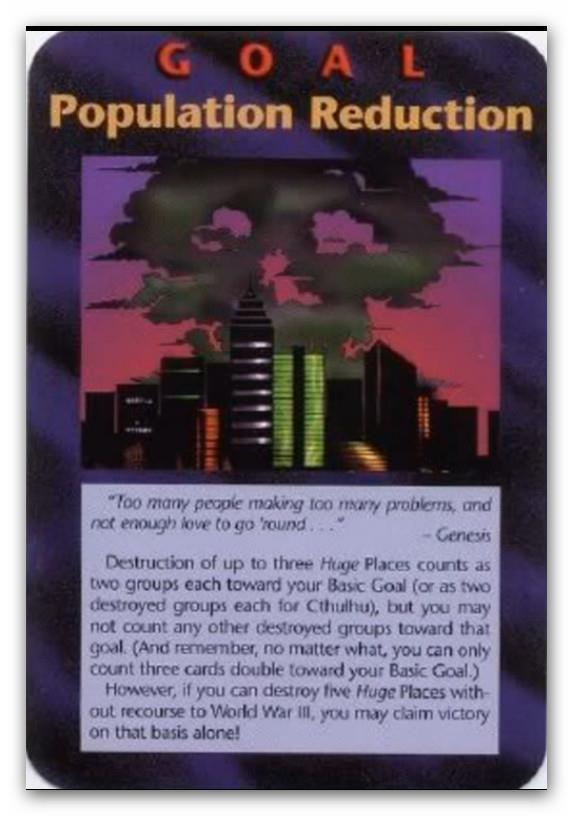 GOAL
Population Reduction
"Too many people making too many problems, and
not enough love to go 'round . . ."
– Genesis
Destruction of up to three Huge Places counts as
two groups each toward your Basic Goal (or as two
destroyed groups each for Cthulhu), but you may
not count any other destroyed groups toward that
goal. (And remember, no matter what, you can only
count three cards double toward your Basic Goal.)
However, if you can destroy five Huge Places with-
out recourse to World War III, you may claim victory
on that basis alone!